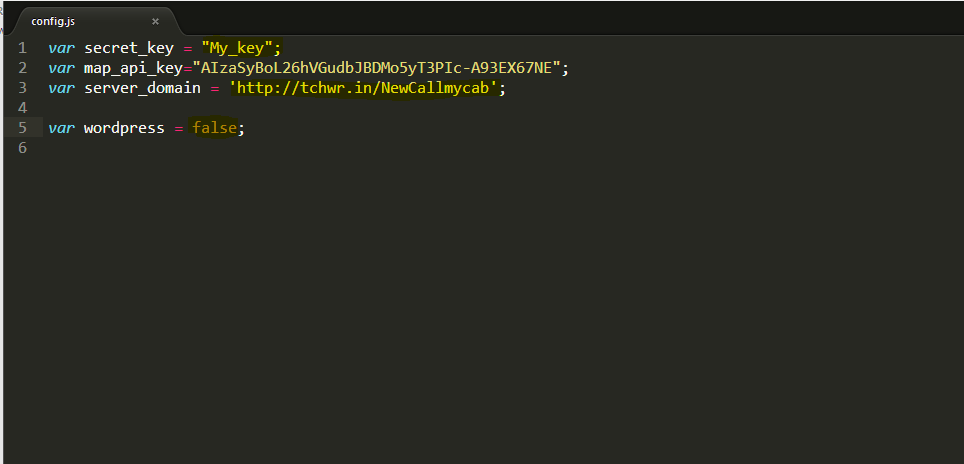 config.js ×
1 var secret_key = "My_key";
2 var map_api_key="AIzaSyBoL26hVGudbJBDMo5yT3PIc-A93EX67NE";
3 var server_domain = 'http://tchwr.in/NewCallmycab';
4
5 var wordpress = false;
6